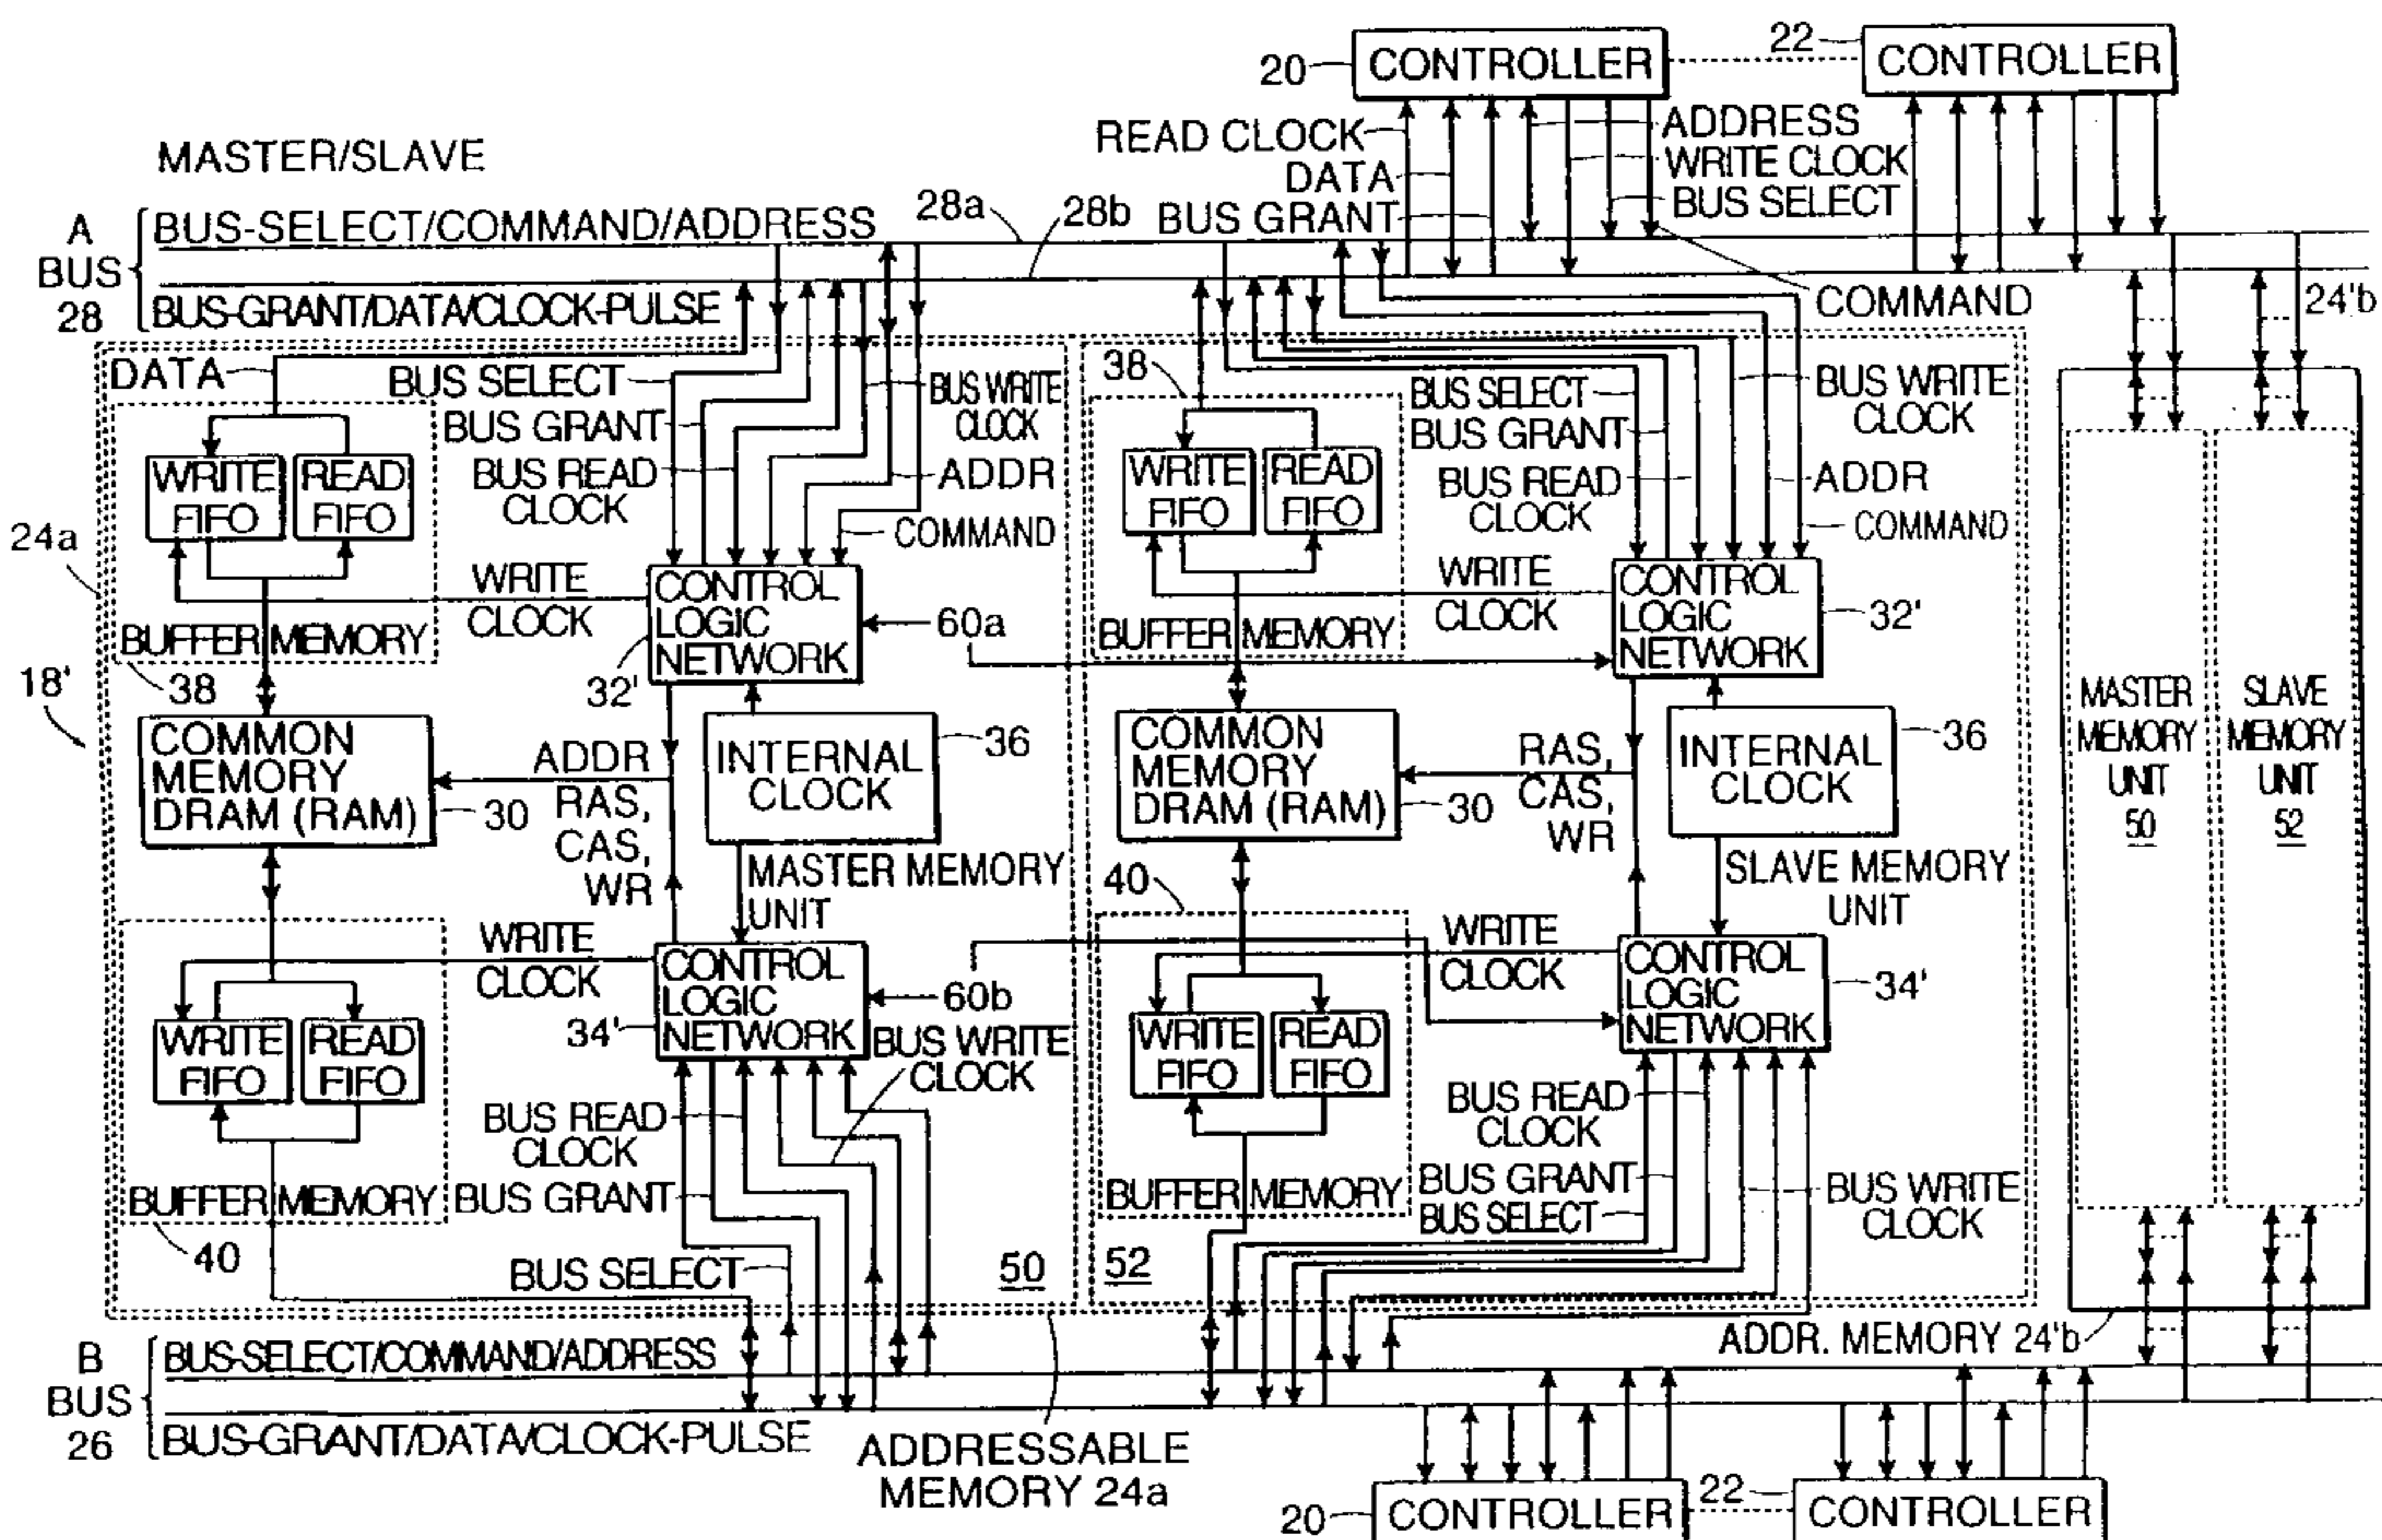 20
CONTROLLER
22
CONTROLLER
READ CLOCK
DATA
BUS GRANT
ADDRESS
WRITE CLOCK
BUS SELECT
COMMAND
MASTER/SLAVE
A
BUS
28
BUS-SELECT/COMMAND/ADDRESS
BUS-GRANT/DATA/CLOCK-PULSE
28a
28b
24'b
DATA
BUS SELECT
BUS GRANT
BUS READ
CLOCK
BUS WRITE
CLOCK
ADDR
COMMAND
WRITE
FIFO
READ
FIFO
24a
BUFFER MEMORY
38
WRITE
CLOCK
CONTROL
LOGIC
NETWORK
32'
60a
18'
COMMON
MEMORY
DRAM (RAM)
30
ADDR
RAS,
CAS,
WR
INTERNAL
CLOCK
36
MASTER MEMORY
UNIT
WRITE
CLOCK
CONTROL
LOGIC
NETWORK
34'
60b
WRITE
FIFO
READ
FIFO
BUFFER MEMORY
40
BUS WRITE
CLOCK
BUS READ
CLOCK
BUS GRANT
BUS SELECT
50
38
BUS SELECT
BUS GRANT
BUS READ
CLOCK
BUS WRITE
CLOCK
ADDR
COMMAND
WRITE
FIFO
READ
FIFO
BUFFER MEMORY
WRITE
CLOCK
CONTROL
LOGIC
NETWORK
32'
COMMON
MEMORY
DRAM (RAM)
30
RAS,
CAS,
WR
INTERNAL
CLOCK
36
SLAVE MEMORY
UNIT
40
WRITE
CLOCK
CONTROL
LOGIC
NETWORK
34'
WRITE
FIFO
READ
FIFO
BUFFER MEMORY
BUS READ
CLOCK
BUS GRANT
BUS SELECT
BUS WRITE
CLOCK
52
MASTER
MEMORY
UNIT
50
SLAVE
MEMORY
UNIT
52
ADDR. MEMORY 24'b
B
BUS
26
BUS-SELECT/COMMAND/ADDRESS
BUS-GRANT/DATA/CLOCK-PULSE
ADDRESSABLE
MEMORY 24a
20
CONTROLLER
22
CONTROLLER